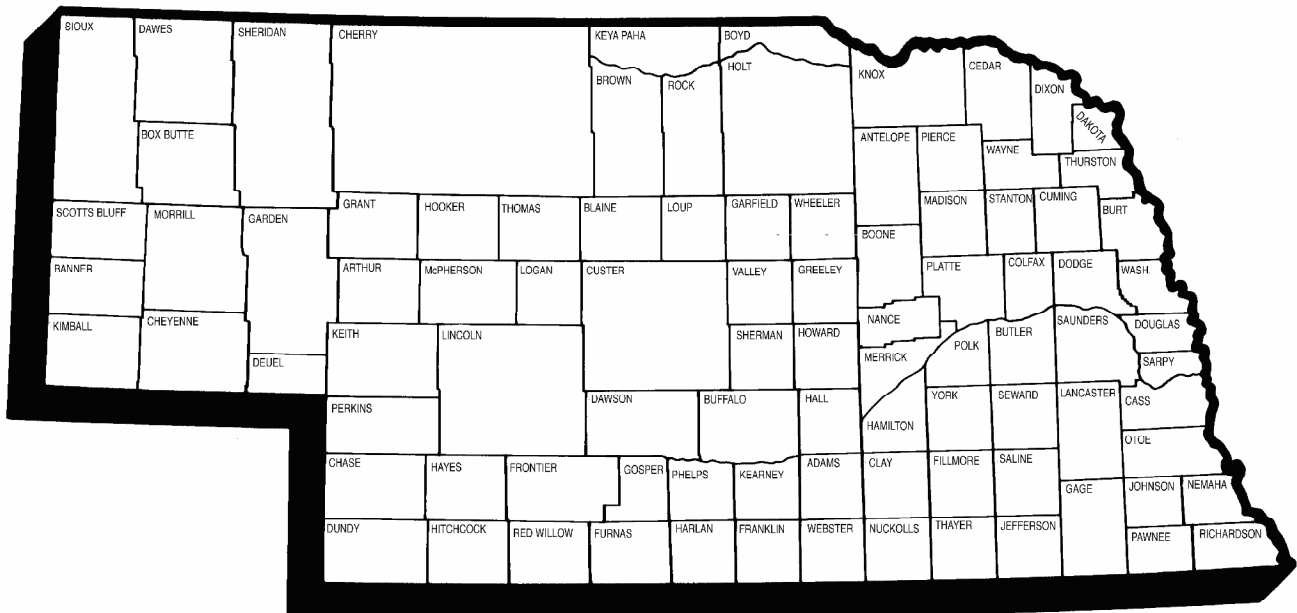 SIOUX
DAWES
SHERIDAN
CHERRY
KEYA PAHA
BOYD
HOLT
BROWN
ROCK
KNOX
CEDAR
DIXON
DAKOTA
BOX BUTTE
ANTELOPE
PIERCE
WAYNE
THURSTON
SCOTTS BLUFF
MORRILL
GARDEN
GRANT
HOOKER
THOMAS
BLAINE
LOUP
GARFIELD
WHEELER
MADISON
STANTON
CUMING
BURT
BOONE
BANNER
ARTHUR
McPHERSON
LOGAN
CUSTER
VALLEY
GREELEY
PLATTE
COLFAX
DODGE
WASH.
KIMBALL
CHEYENNE
DEUEL
KEITH
LINCOLN
SHERMAN
HOWARD
NANCE
MERRICK
POLK
BUTLER
SAUNDERS
DOUGLAS
SARPY
PERKINS
DAWSON
BUFFALO
HALL
HAMILTON
YORK
SEWARD
LANCASTER
CASS
OTOE
CHASE
HAYES
FRONTIER
GOSPER
PHELPS
KEARNEY
ADAMS
CLAY
FILLMORE
SALINE
GAGE
JOHNSON
NEMAHA
DUNDY
HITCHCOCK
RED WILLOW
FURNAS
HARLAN
FRANKLIN
WEBSTER
NUCKOLLS
THAYER
JEFFERSON
PAWNEE
RICHARDSON